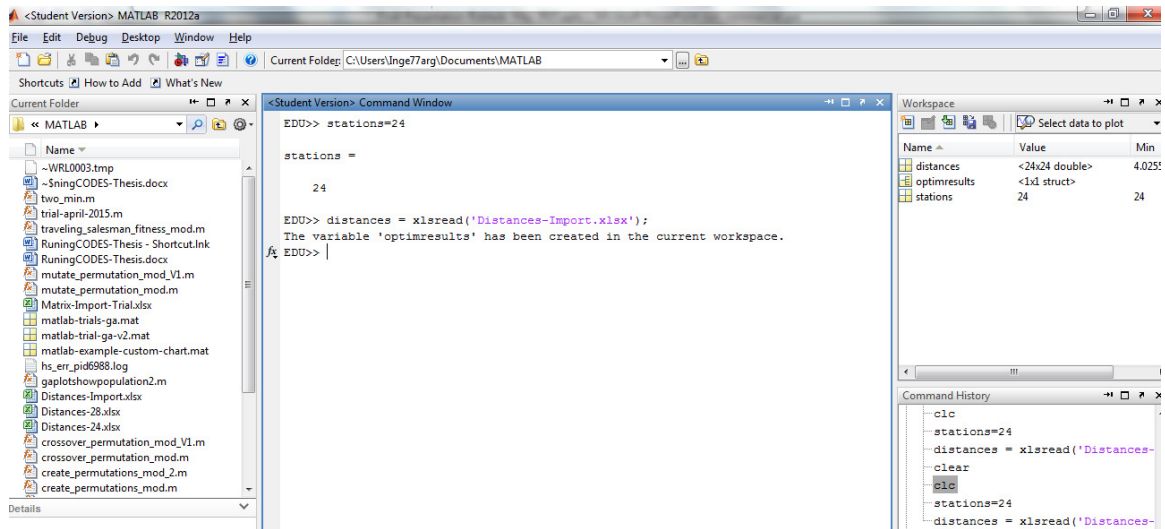 <Student Version> MATLAB R2012a
File Edit Debug Desktop Window Help
Current Folder: C:\Users\Inge77arg\Documents\MATLAB
Shortcuts How to Add What's New
Current Folder
« MATLAB
Name
~WRL0003.tmp
~$ningCODES-Thesis.docx
two_min.m
trial-april-2015.m
traveling_salesman_fitness_mod.m
RuningCODES-Thesis - Shortcut.lnk
RuningCODES-Thesis.docx
mutate_permutation_mod_V1.m
mutate_permutation_mod.m
Matrix-Import-Trial.xlsx
matlab-trials-ga.mat
matlab-trial-ga-v2.mat
matlab-example-custom-chart.mat
hs_err_pid6988.log
gaplotshowpopulation2.m
Distances-Import.xlsx
Distances-28.xlsx
Distances-24.xlsx
crossover_permutation_mod_V1.m
crossover_permutation_mod.m
create_permutations_mod_2.m
create_permutations_mod.m
Details
<Student Version> Command Window
EDU>> stations=24
stations =
24
EDU>> distances = xlsread('Distances-Import.xlsx');
The variable 'optimresults' has been created in the current workspace.
fx EDU>>
Workspace
Select data to plot
Name Value Min
distances <24x24 double> 4.0255
optimresults <1x1 struct>
stations 24 24
Command History
clc
stations=24
distances = xlsread('Distances-
clear
clc
stations=24
distances = xlsread('Distances-